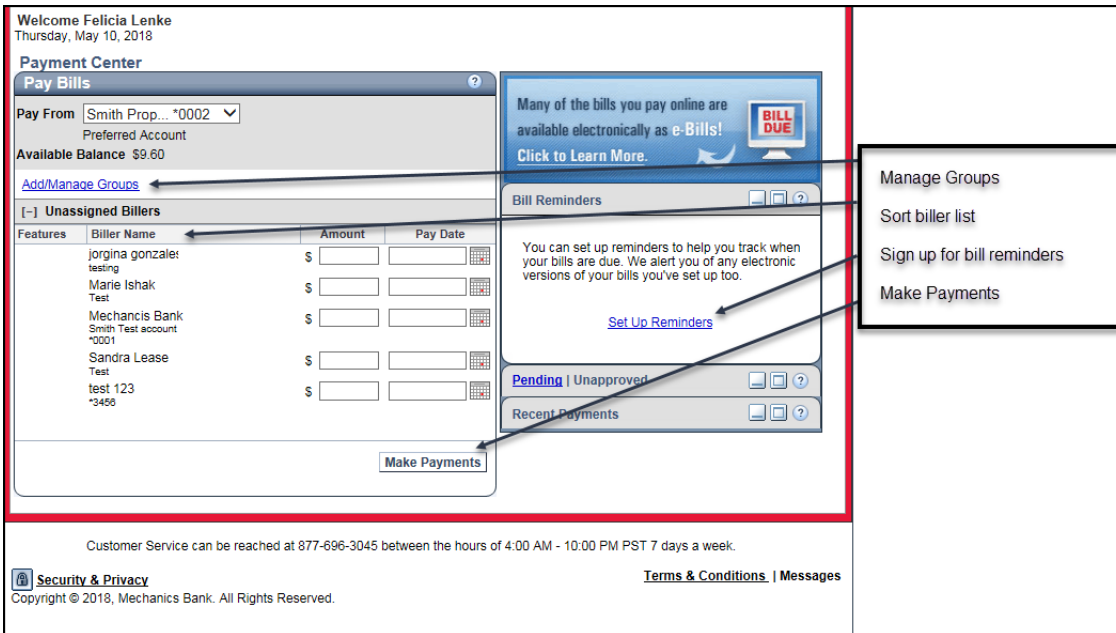 Welcome Felicia Lenke
Thursday, May 10, 2018
Payment Center
Pay Bills
?
Pay From Smith Prop... *0002
Preferred Account
Available Balance $9.60
Add/Manage Groups
[-] Unassigned Billers
Features Biller Name Amount Pay Date
jorgina gonzales $
testing
Marie Ishak $
Test
Mechancis Bank $
Smith Test account
*0001
Sandra Lease $
Test
test 123 $
*3456
Make Payments
Many of the bills you pay online are
available electronically as e-Bills!
Click to Learn More.
BILL
DUE
Bill Reminders ?
You can set up reminders to help you track when
your bills are due. We alert you of any electronic
versions of your bills you've set up too.
Set Up Reminders
Pending | Unapproved ?
Recent Payments ?
Manage Groups
Sort biller list
Sign up for bill reminders
Make Payments
Customer Service can be reached at 877-696-3045 between the hours of 4:00 AM - 10:00 PM PST 7 days a week.
Security & Privacy
Terms & Conditions | Messages
Copyright © 2018, Mechanics Bank. All Rights Reserved.